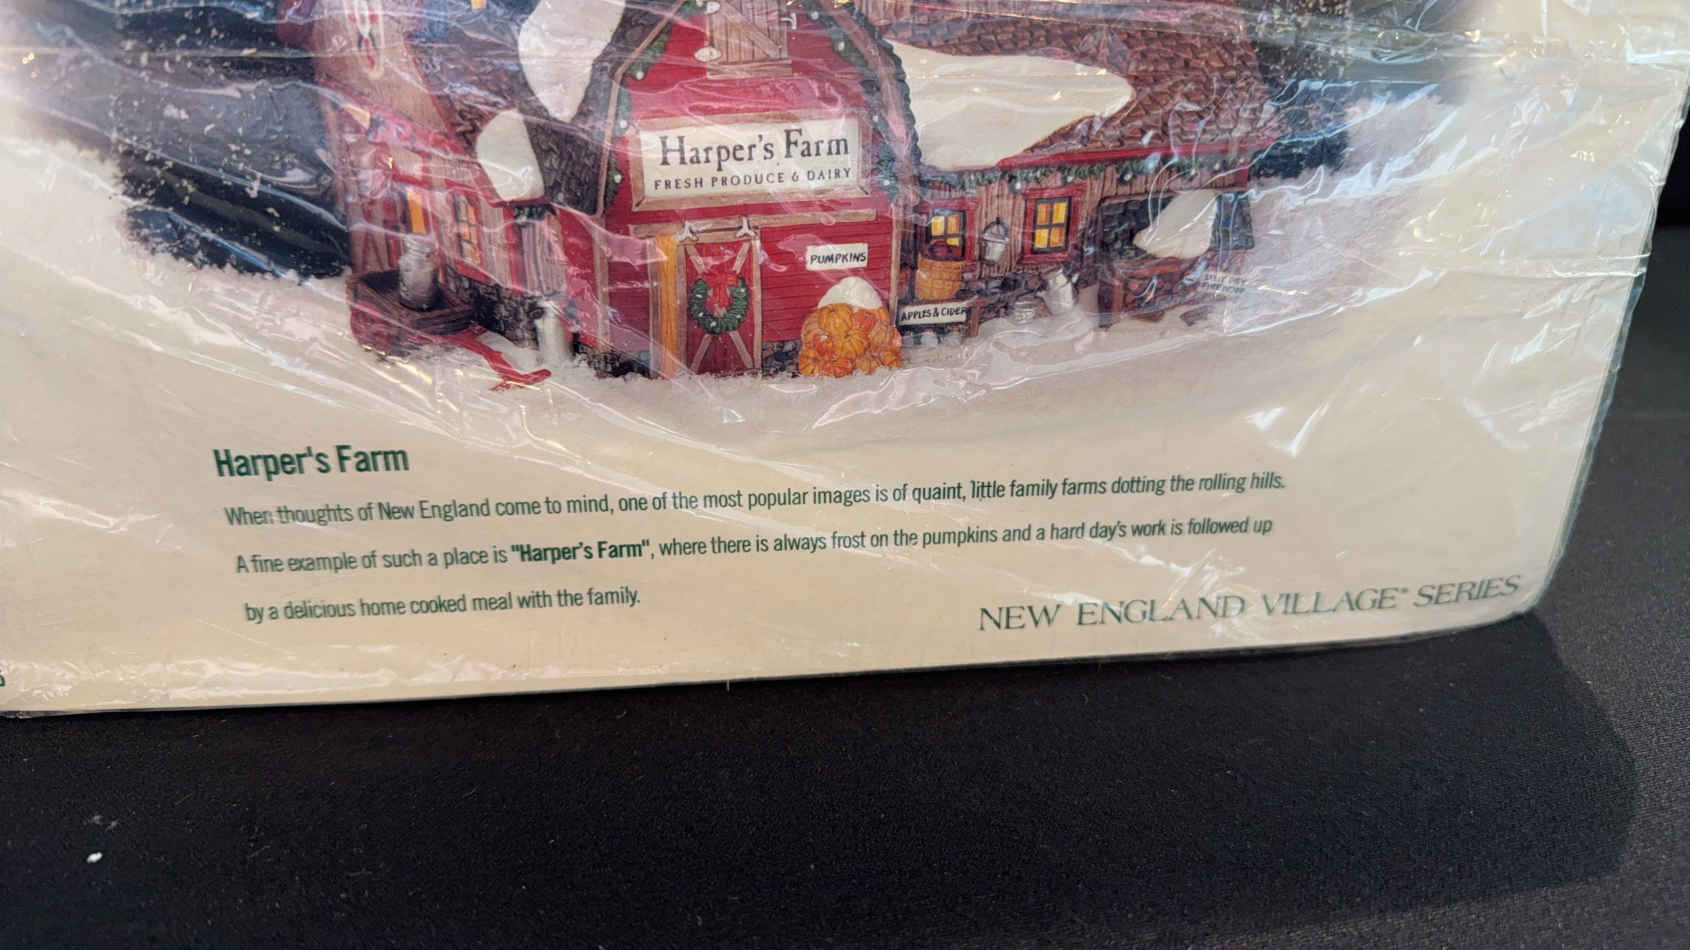 Harper's Farm
FRESH PRODUCE & DAIRY
PUMPKINS
APPLES & CIDER
Harper's Farm
When thoughts of New England come to mind, one of the most popular images is of quaint, little family farms dotting the rolling hills.
A fine example of such a place is "Harper's Farm", where there is always frost on the pumpkins and a hard day's work is followed up
by a delicious home cooked meal with the family.
NEW ENGLAND VILLAGE® SERIES